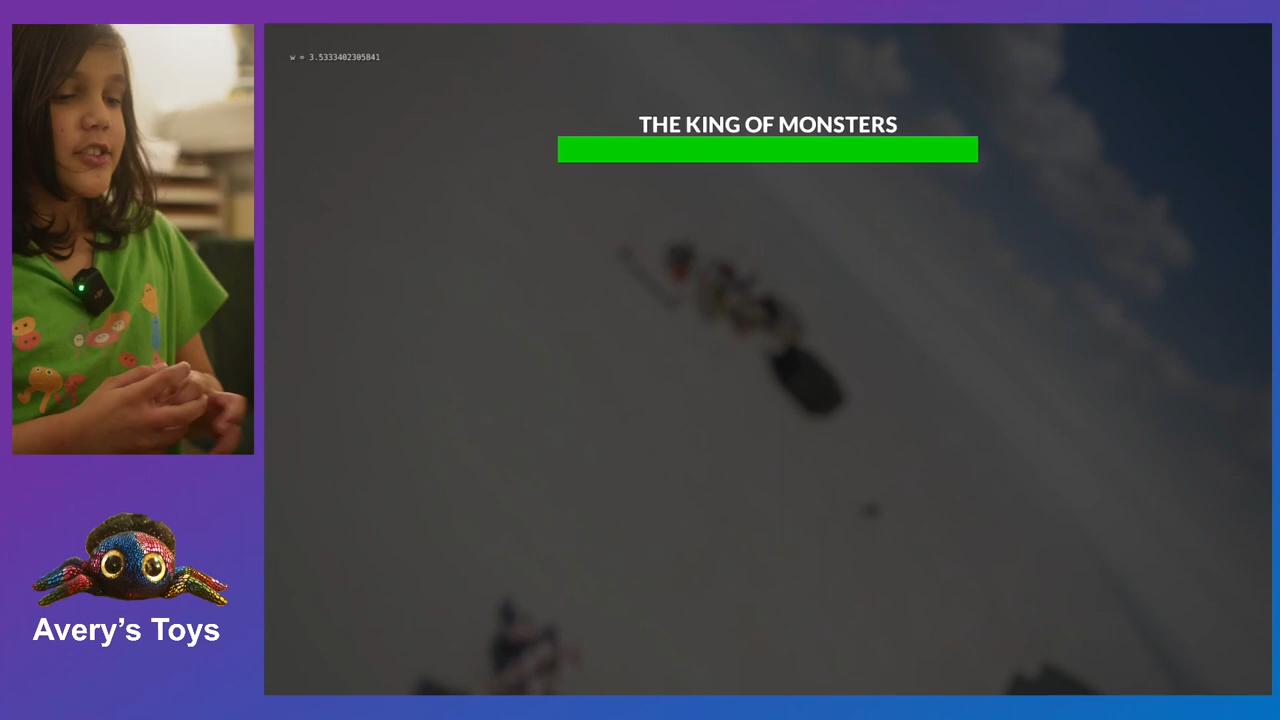 w = 3.5333402305841
THE KING OF MONSTERS
Avery's Toys